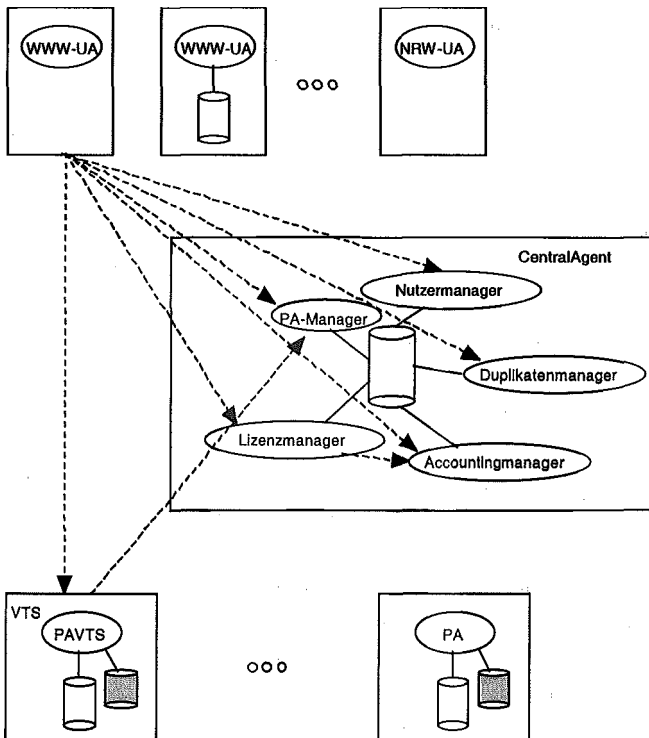 WWW-UA
WWW-UA
NRW-UA
CentralAgent
Nutzermanager
PA-Manager
Duplikatenmanager
Lizenzmanager
Accountingmanager
VTS
PAVTS
PA